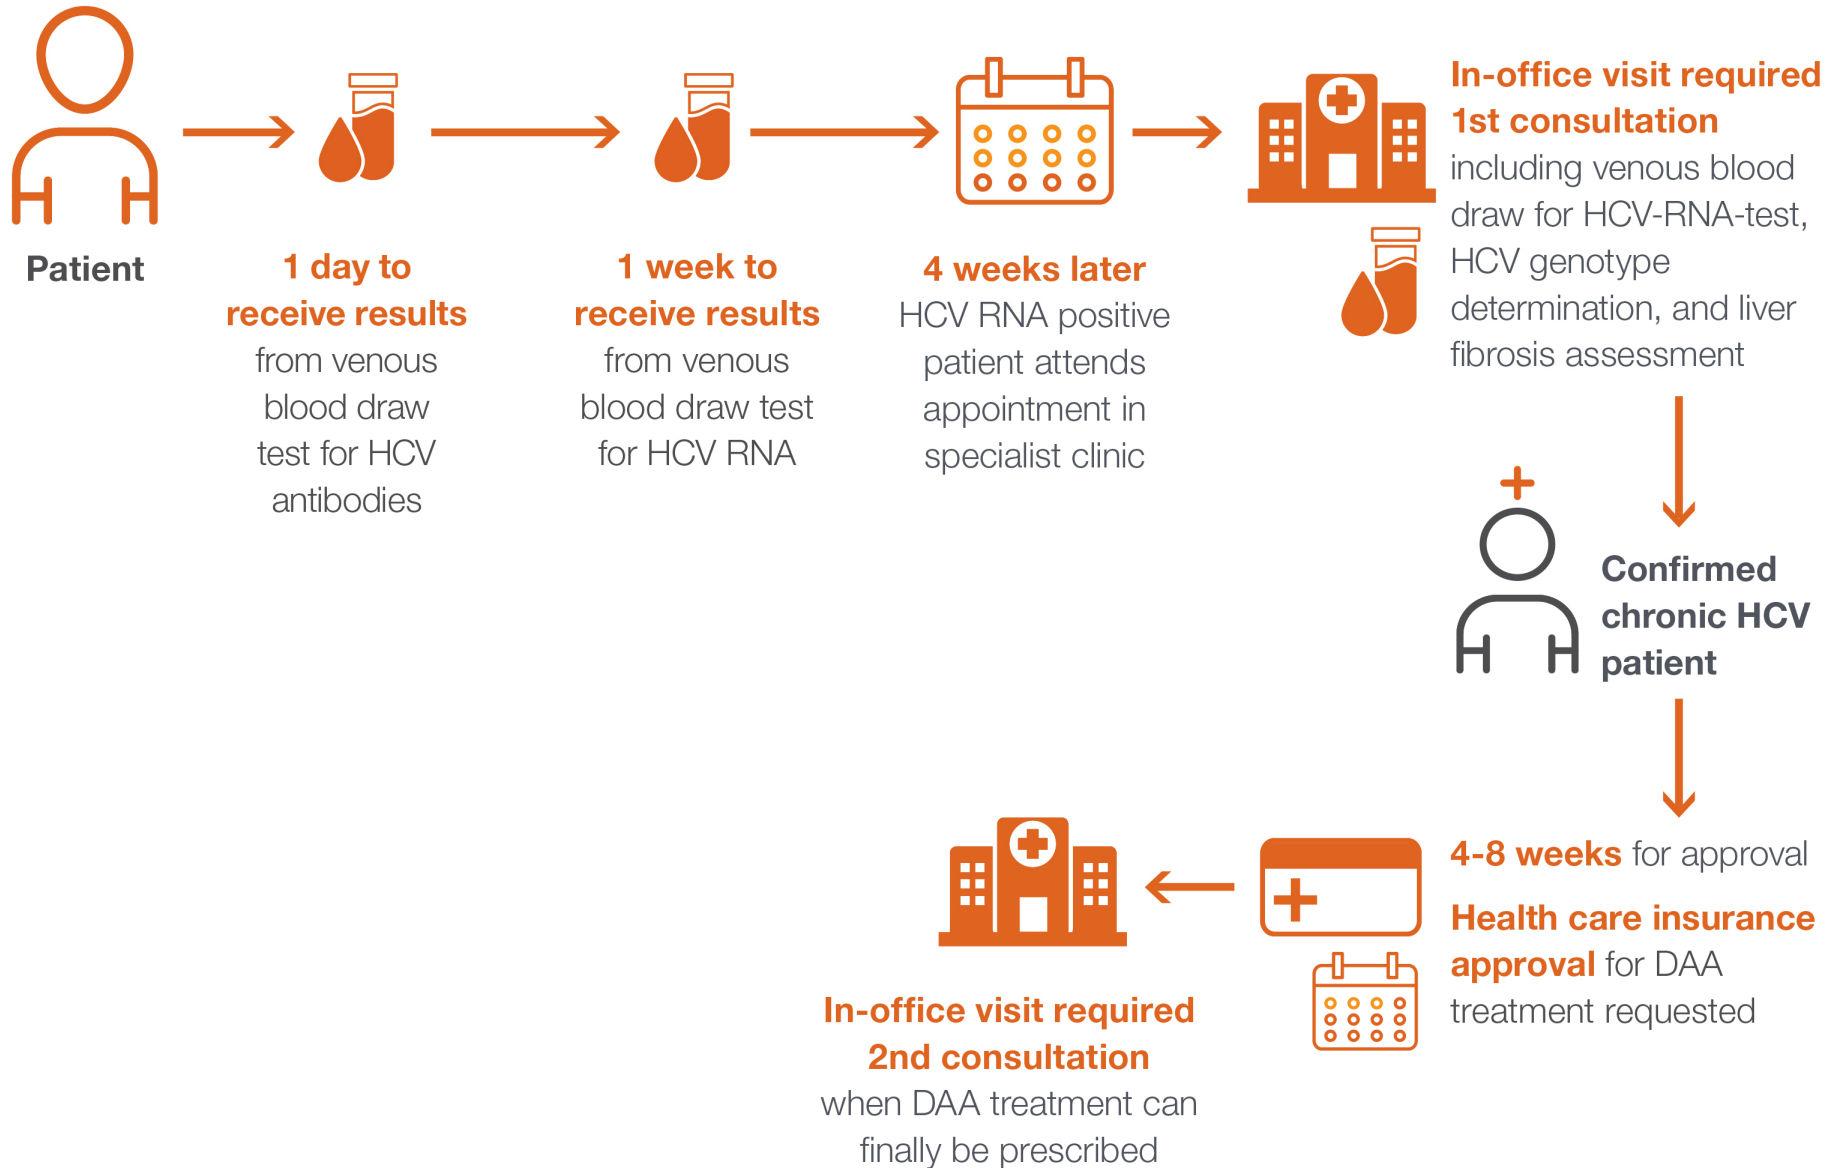 Patient
1 day to
receive results
from venous
blood draw
test for HCV
antibodies
1 week to
receive results
from venous
blood draw test
for HCV RNA
4 weeks later
HCV RNA positive
patient attends
appointment in
specialist clinic
In-office visit required
1st consultation
including venous blood
draw for HCV-RNA-test,
HCV genotype
determination, and liver
fibrosis assessment
Confirmed
chronic HCV
patient
4-8 weeks for approval
Health care insurance
approval for DAA
treatment requested
In-office visit required
2nd consultation
when DAA treatment can
finally be prescribed